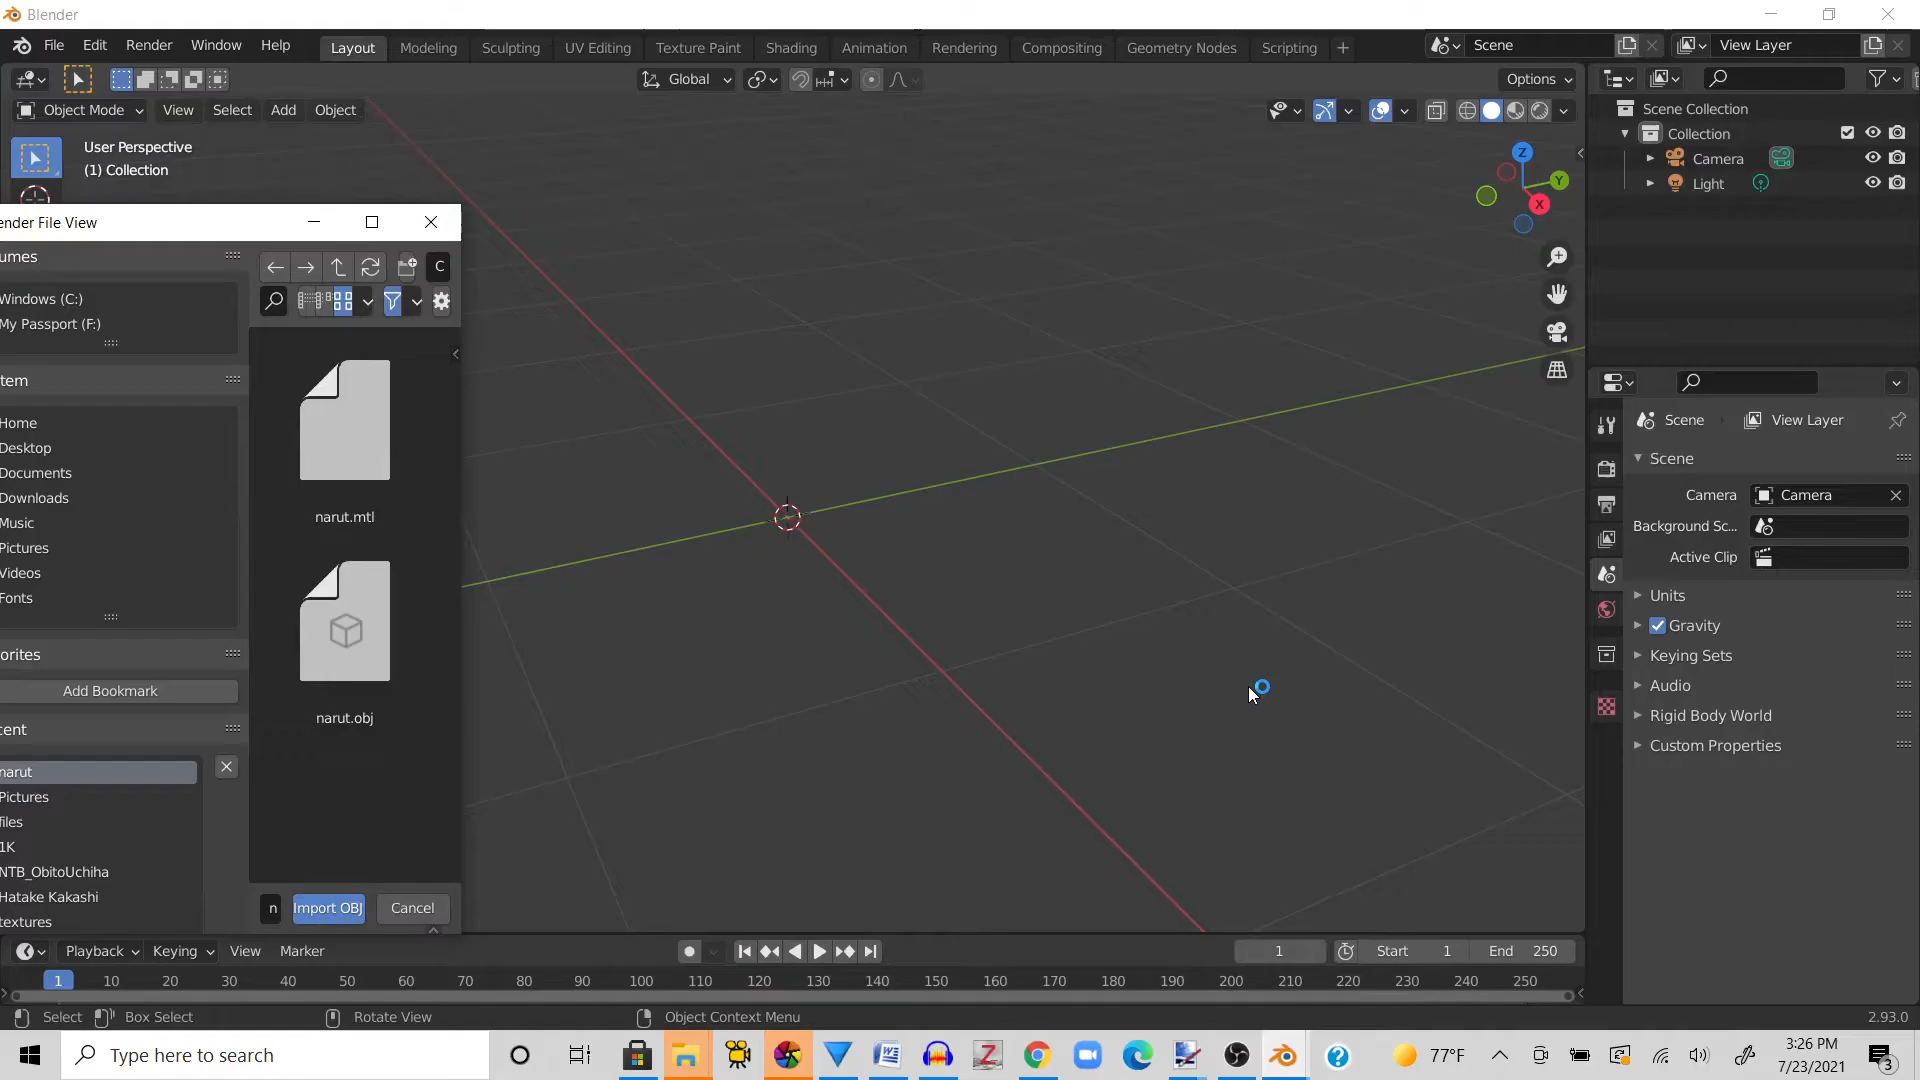 Blender
File Edit Render Window Help Layout Modeling Sculpting UV Editing Texture Paint Shading Animation Rendering Compositing Geometry Nodes Scripting + Scene View Layer
Global Options
Object Mode View Select Add Object
User Perspective
(1) Collection
Z
Y
X
Scene Collection
Collection
Camera
Light
ender File View
umes
C
Windows (C:)
My Passport (F:)
tem
Home
Desktop
Documents
Downloads
Music
Pictures
Videos
Fonts
orites
Add Bookmark
cent
narut
Pictures
files
1K
NTB_ObitoUchiha
Hatake Kakashi
textures
narut.mtl
narut.obj
n Import OBJ Cancel
Scene View Layer
Scene
Camera Camera
Background Sc...
Active Clip
Units
Gravity
Keying Sets
Audio
Rigid Body World
Custom Properties
Playback Keying View Marker 1 Start 1 End 250
1 10 20 30 40 50 60 70 80 90 100 110 120 130 140 150 160 170 180 190 200 210 220 230 240 250
Select Box Select Rotate View Object Context Menu 2.93.0
Type here to search
77°F
3:26 PM
7/23/2021
3